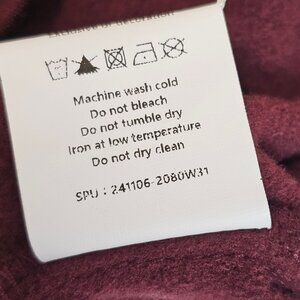 Machine wash cold
Do not bleach
Do not tumble dry
Iron at low temperature
Do not dry clean
SPU : 241106-2080W31